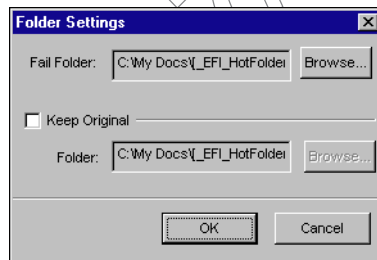 Folder Settings
Fail Folder: C:\My Docs\[_EFI_HotFolder Browse...
Keep Original
Folder: C:\My Docs\[_EFI_HotFolder Browse...
OK Cancel